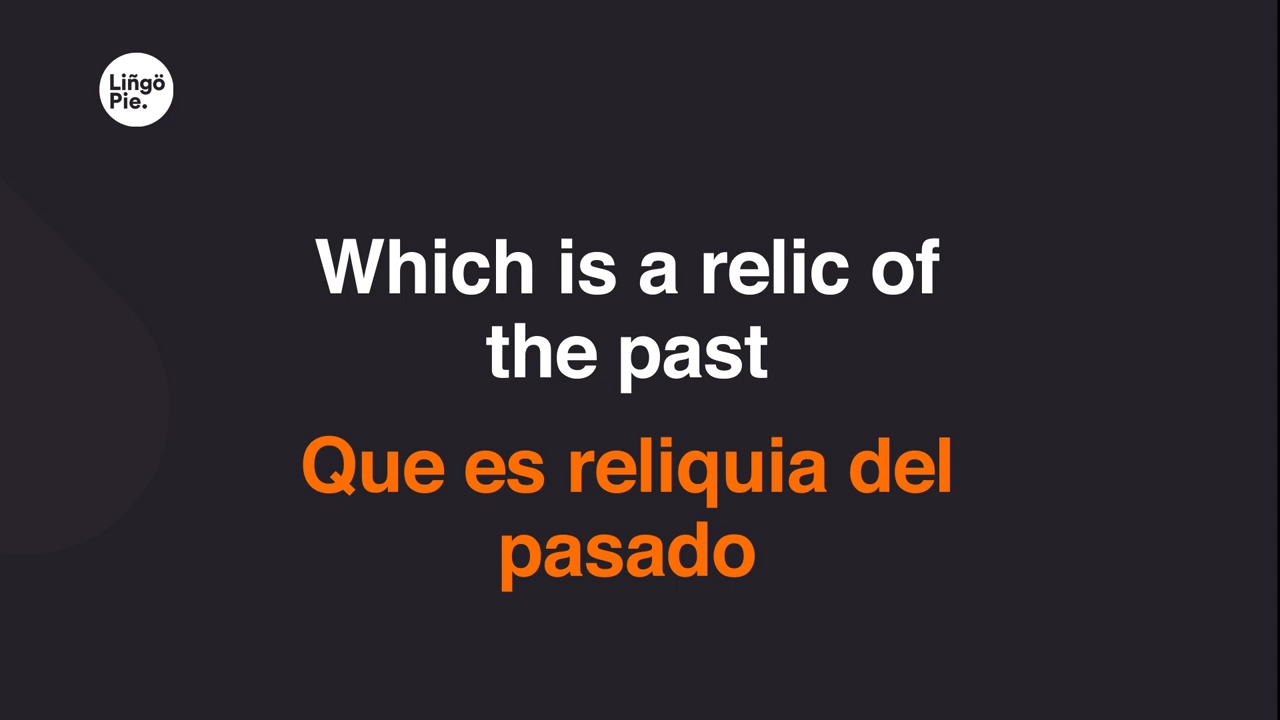 Liñgö
Pie.
Which is a relic of
the past
Que es reliquia del
pasado